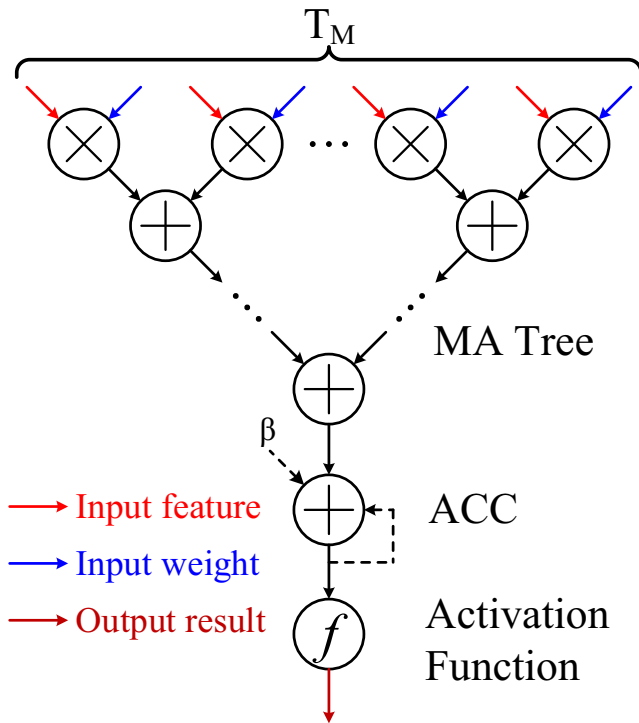 T_M
MA Tree
β
ACC
Input feature
Input weight
Output result
f
Activation
Function